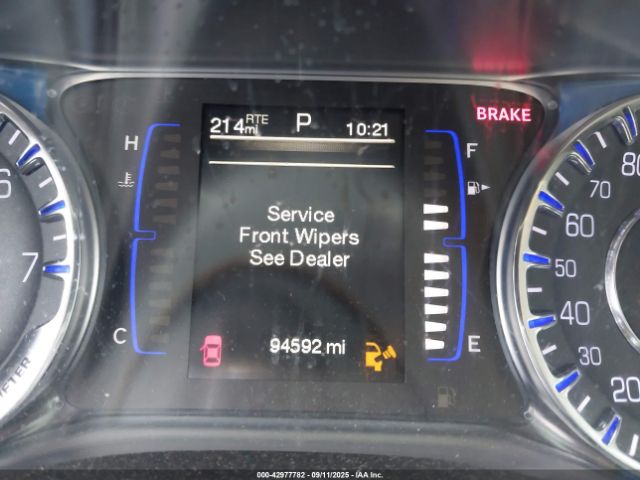 214 RTE mi P 10:21
BRAKE
H
F
Service
Front Wipers
See Dealer
C
E
94592 mi
6
7
80
70
60
50
40
30
20
000-42977782 - 09/11/2025 - IAA Inc.